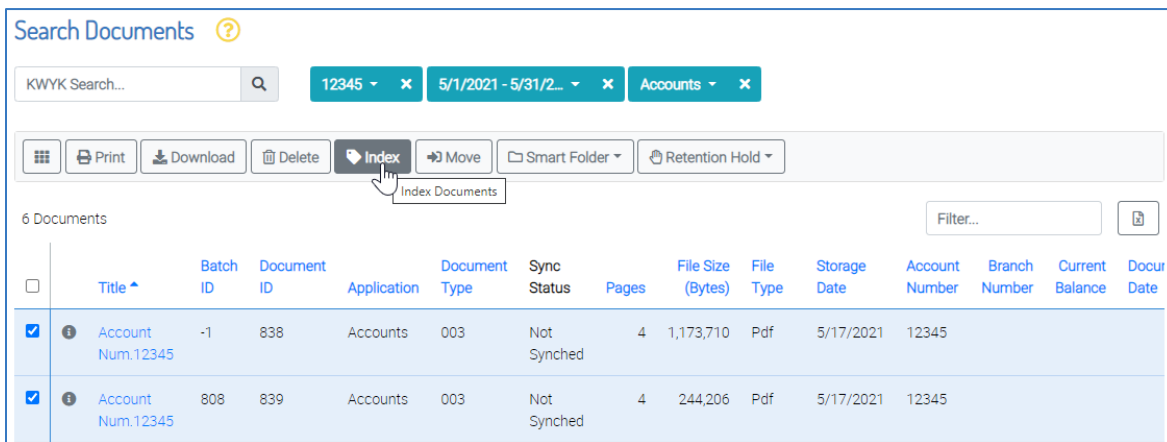 Search Documents ?
KWYK Search... 12345 5/1/2021 - 5/31/2... Accounts
Print Download Delete Index Move Smart Folder Retention Hold
Index Documents
6 Documents Filter...
Batch Document Document Sync File Size File Storage Account Branch Current Docur
Title ID ID Application Type Status Pages (Bytes) Type Date Number Number Balance Date
Account -1 838 Accounts 003 Not 4 1,173,710 Pdf 5/17/2021 12345
Num.12345 Synched
Account 808 839 Accounts 003 Not 4 244,206 Pdf 5/17/2021 12345
Num.12345 Synched